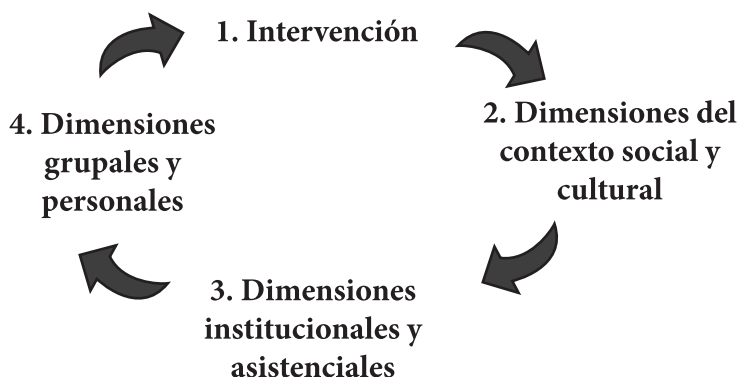 1. Intervención
2. Dimensiones del
contexto social y
cultural
3. Dimensiones
institucionales y
asistenciales
4. Dimensiones
grupales y
personales